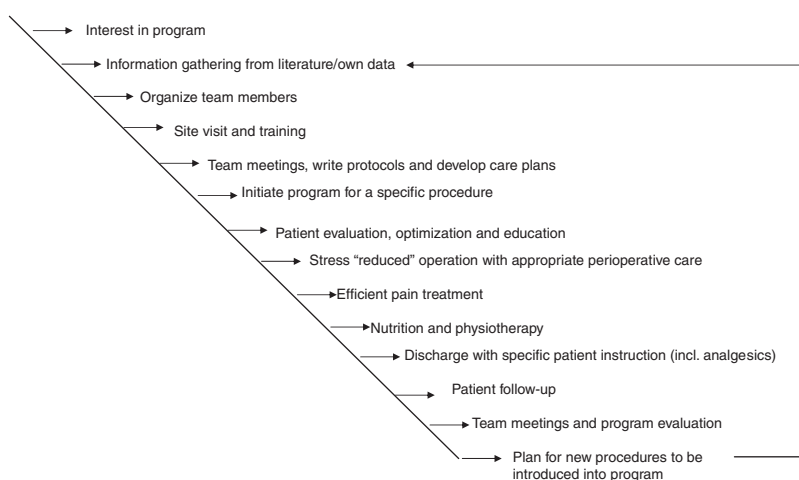 Interest in program
Information gathering from literature/own data
Organize team members
Site visit and training
Team meetings, write protocols and develop care plans
Initiate program for a specific procedure
Patient evaluation, optimization and education
Stress “reduced” operation with appropriate perioperative care
Efficient pain treatment
Nutrition and physiotherapy
Discharge with specific patient instruction (incl. analgesics)
Patient follow-up
Team meetings and program evaluation
Plan for new procedures to be
introduced into program